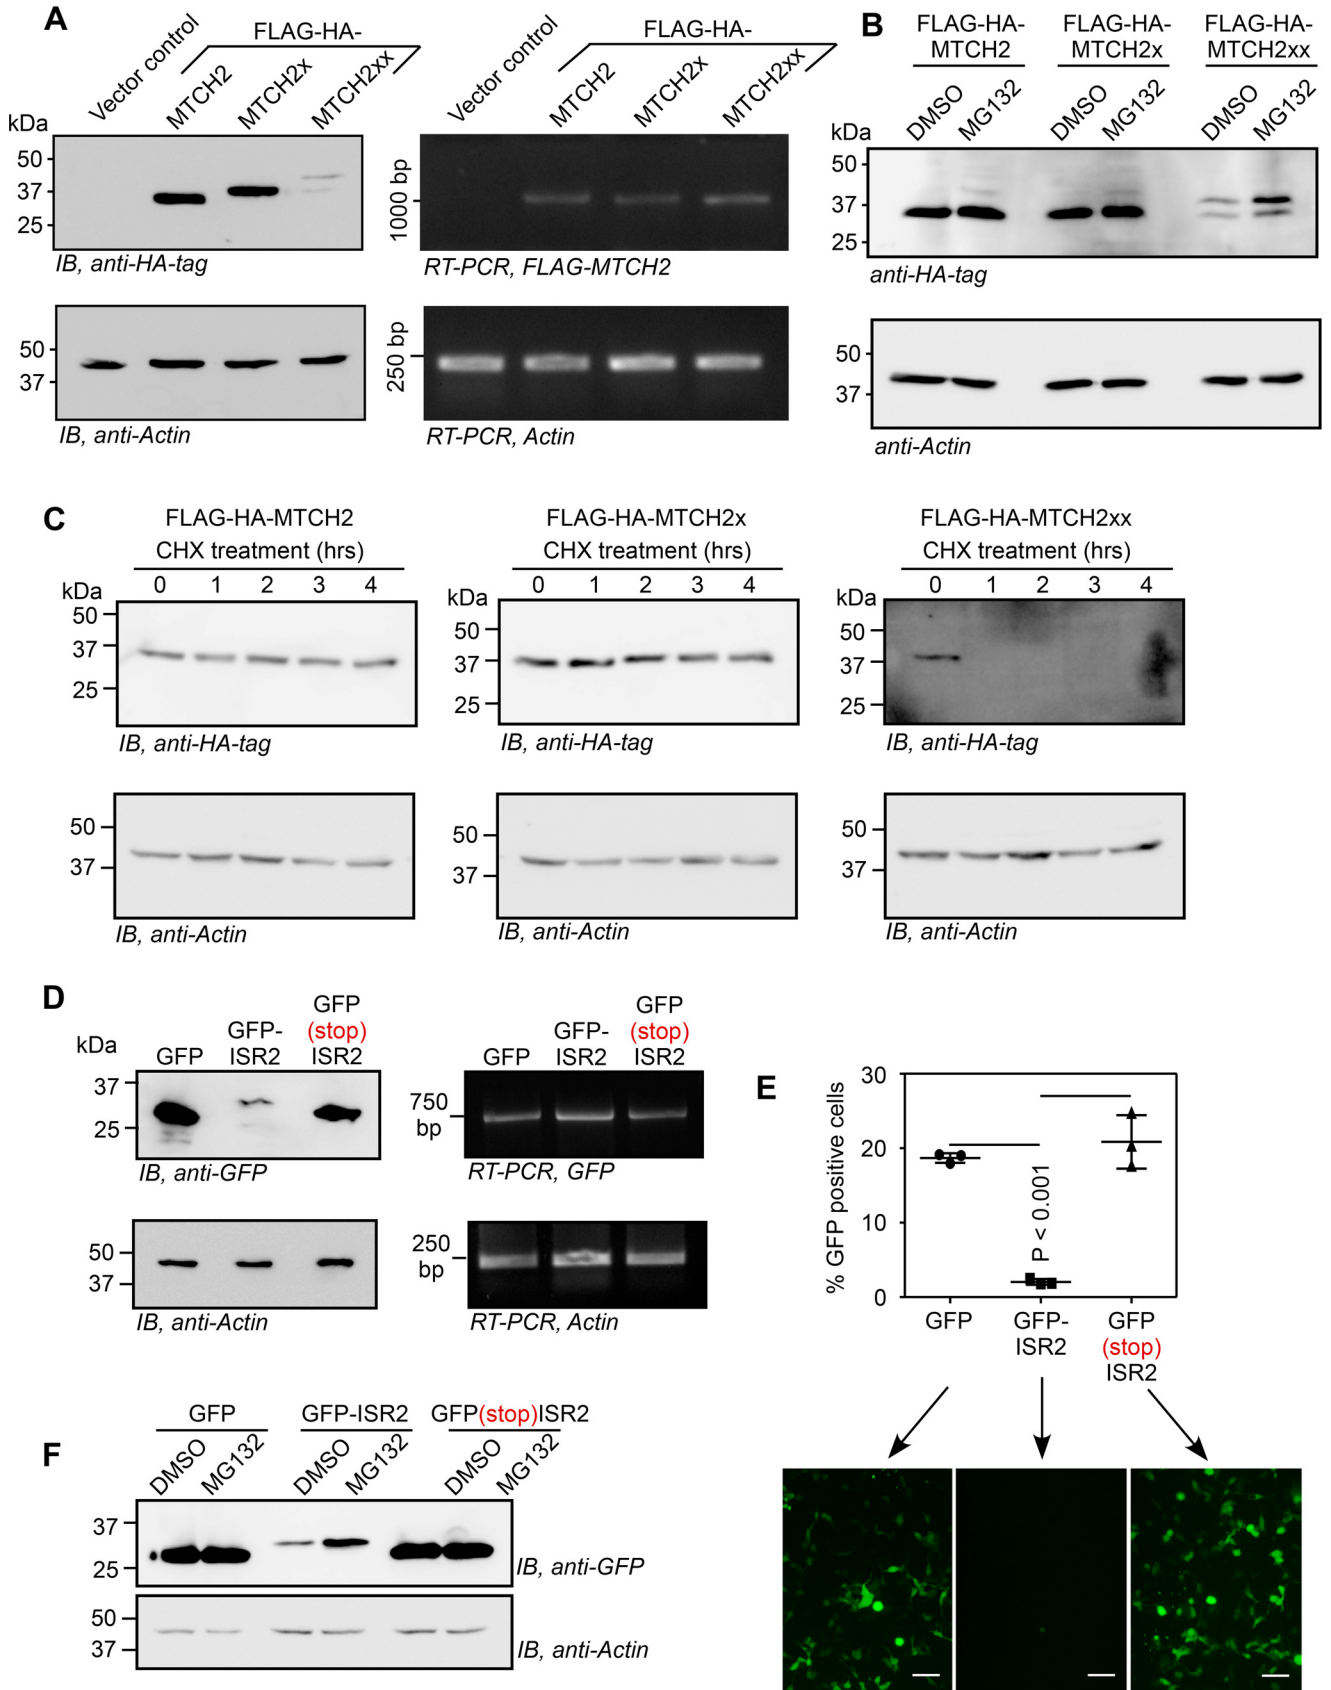 A
Vector control
FLAG-HA-
MTCH2
MTCH2x
MTCH2xx
kDa
50
37
25
IB, anti-HA-tag
50
37
IB, anti-Actin
Vector control
FLAG-HA-
MTCH2
MTCH2x
MTCH2xx
1000 bp
RT-PCR, FLAG-MTCH2
250 bp
RT-PCR, Actin
B
FLAG-HA-
MTCH2
FLAG-HA-
MTCH2x
FLAG-HA-
MTCH2xx
DMSO
MG132
DMSO
MG132
DMSO
MG132
kDa
50
37
25
anti-HA-tag
50
37
anti-Actin
C
FLAG-HA-MTCH2
CHX treatment (hrs)
0 1 2 3 4
kDa
50
37
25
IB, anti-HA-tag
50
37
IB, anti-Actin
FLAG-HA-MTCH2x
CHX treatment (hrs)
0 1 2 3 4
kDa
50
37
25
IB, anti-HA-tag
50
37
IB, anti-Actin
FLAG-HA-MTCH2xx
CHX treatment (hrs)
0 1 2 3 4
kDa
50
37
25
IB, anti-HA-tag
50
37
IB, anti-Actin
D
kDa
GFP
GFP-
ISR2
GFP
(stop)
ISR2
37
25
IB, anti-GFP
50
37
IB, anti-Actin
GFP
GFP-
ISR2
GFP
(stop)
ISR2
750
bp
RT-PCR, GFP
250
bp
RT-PCR, Actin
E
% GFP positive cells
30
20
10
0
P < 0.001
GFP
GFP-
ISR2
GFP
(stop)
ISR2
F
GFP
GFP-ISR2
GFP(stop)ISR2
DMSO
MG132
DMSO
MG132
DMSO
MG132
37
25
IB, anti-GFP
50
37
IB, anti-Actin